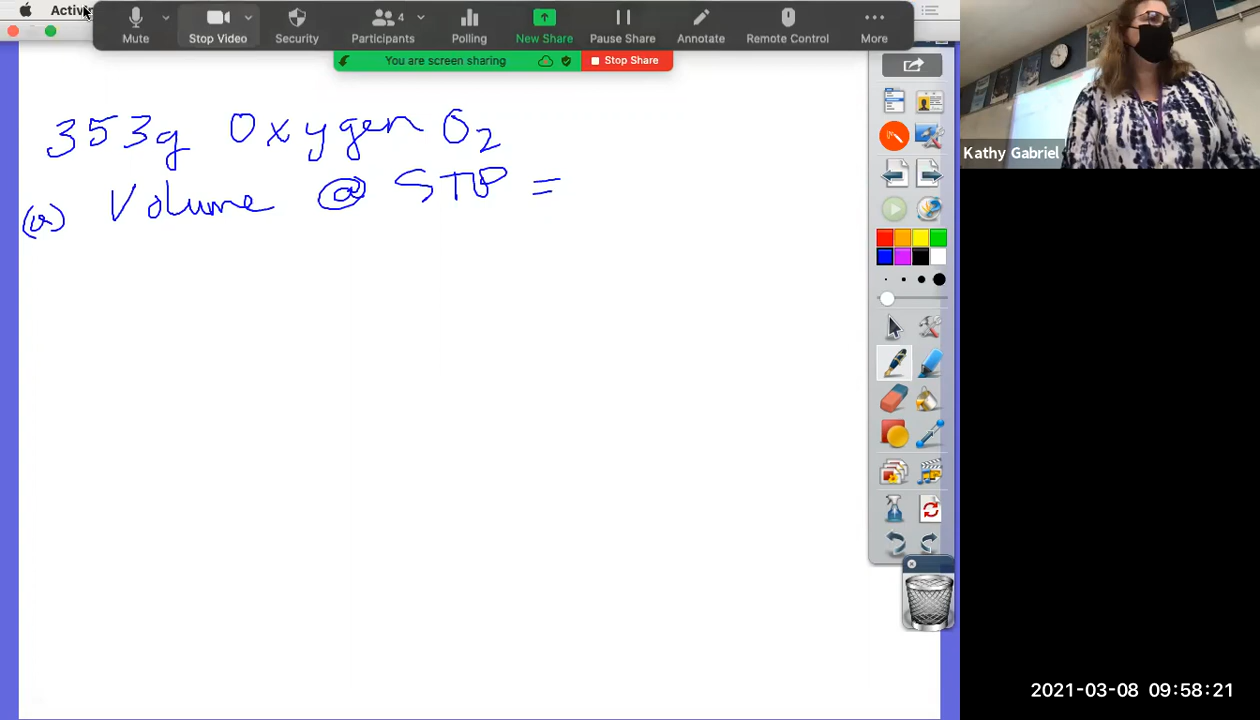 Activi
Mute
Stop Video
Security
4
Participants
Polling
New Share
Pause Share
Annotate
Remote Control
More
You are screen sharing
Stop Share
353g Oxygen O2
(a) Volume @ STP =
Kathy Gabriel
2021-03-08 09:58:21